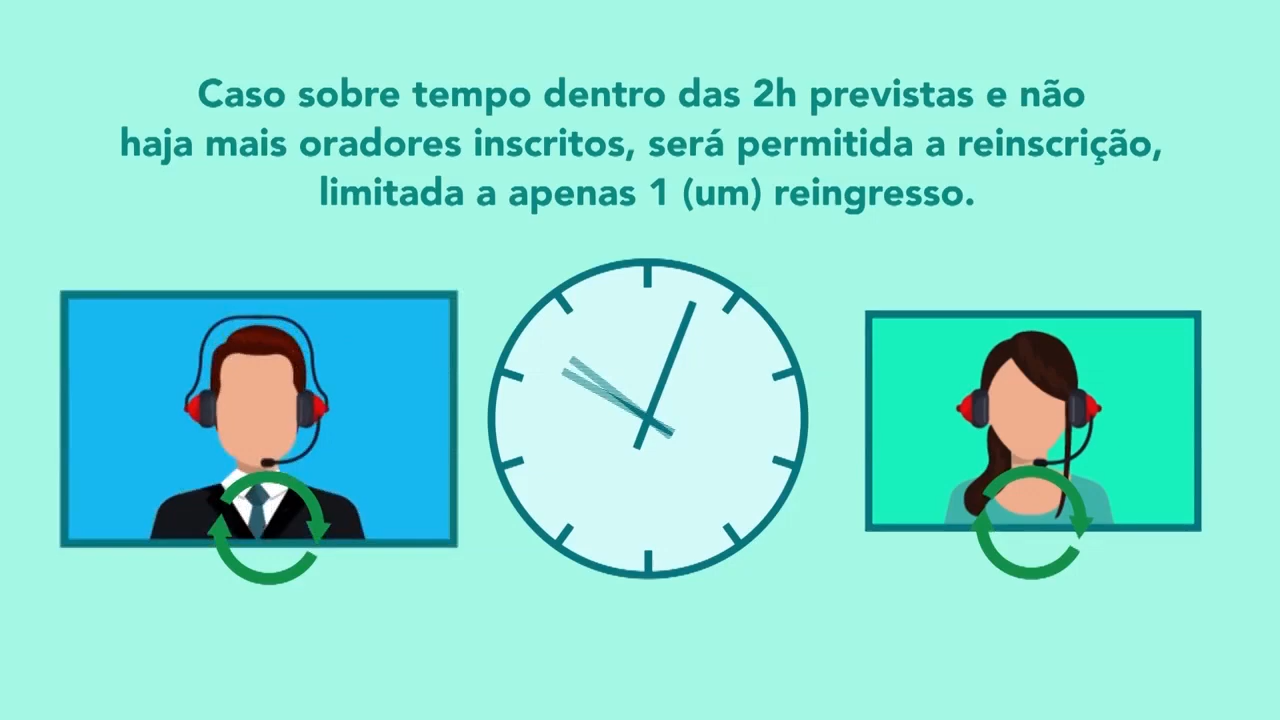 Caso sobre tempo dentro das 2h previstas e não
haja mais oradores inscritos, será permitida a reinscrição,
limitada a apenas 1 (um) reingresso.